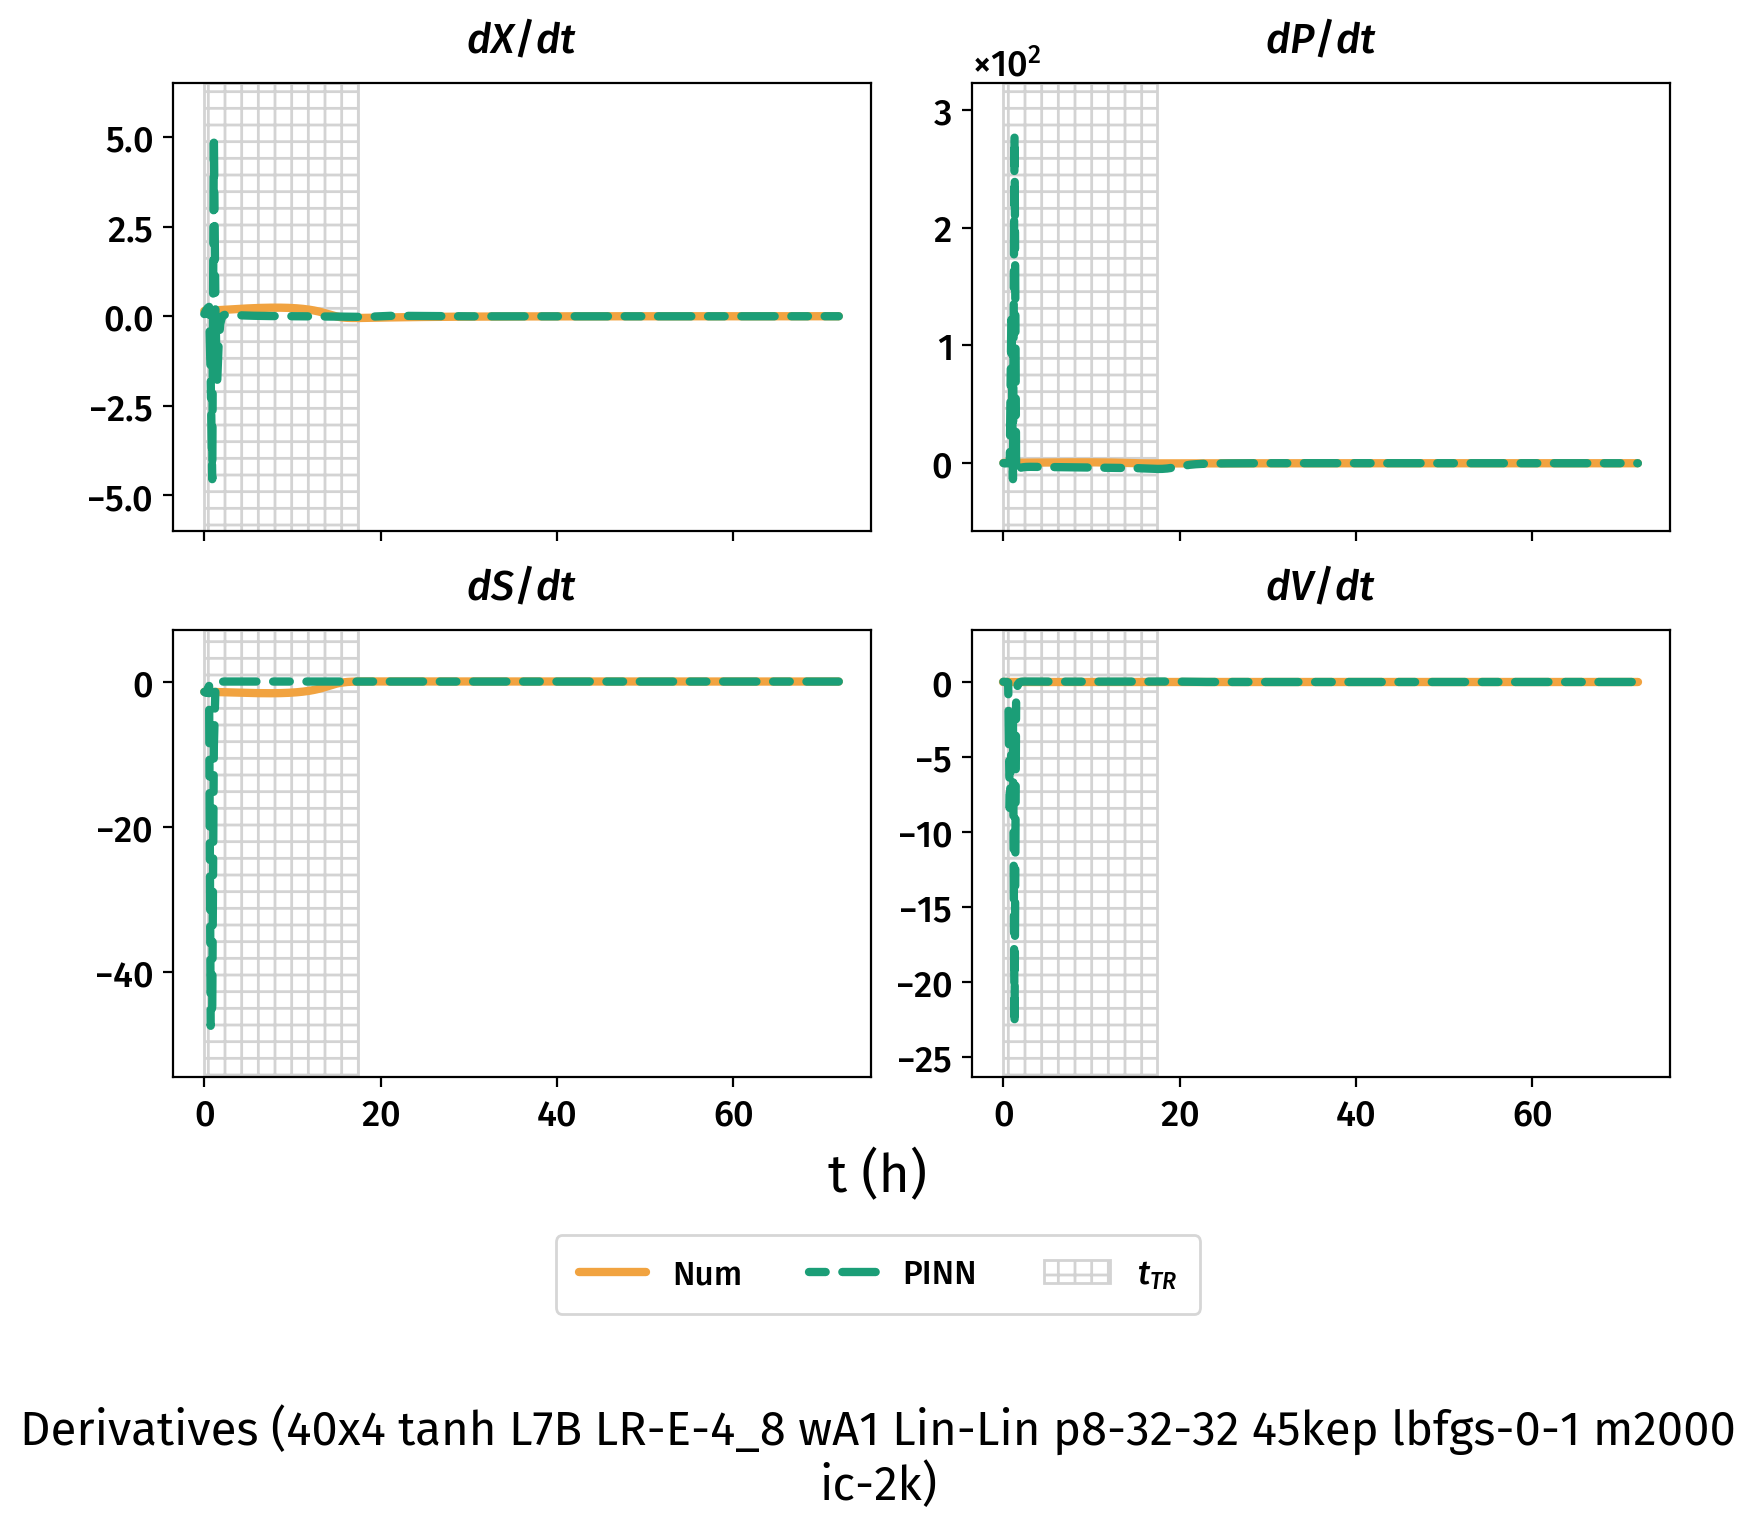 dX/dt
dP/dt
×10²
5.0
2.5
0.0
−2.5
−5.0
3
2
1
0
dS/dt
dV/dt
0
−20
−40
0
−5
−10
−15
−20
−25
0 20 40 60
0 20 40 60
t (h)
Num PINN t_TR
Derivatives (40x4 tanh L7B LR-E-4_8 wA1 Lin-Lin p8-32-32 45kep lbfgs-0-1 m2000
ic-2k)